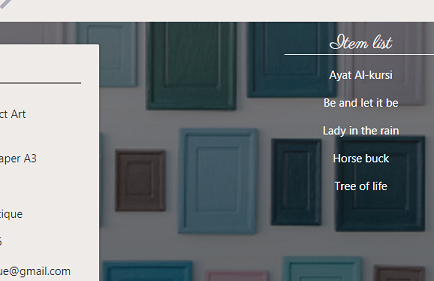 Item list
Ayat Al-kursi
Be and let it be
Lady in the rain
Horse buck
Tree of life
ct Art
aper A3
tique
ue@gmail.com